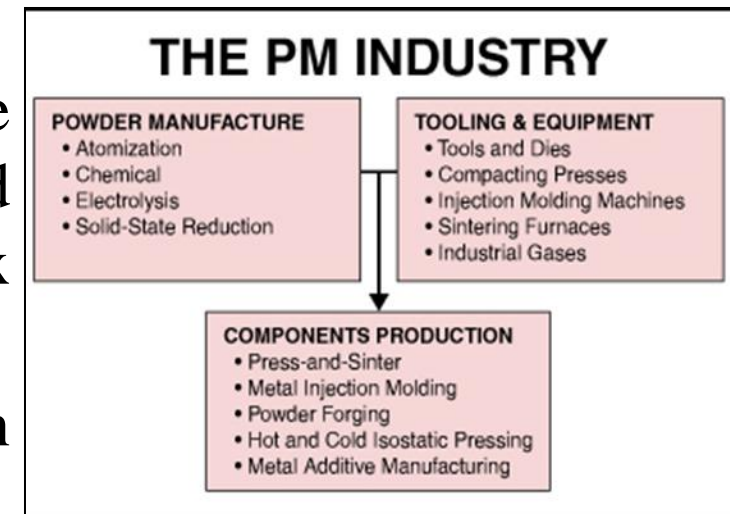 THE PM INDUSTRY
POWDER MANUFACTURE
• Atomization
• Chemical
• Electrolysis
• Solid-State Reduction
TOOLING & EQUIPMENT
• Tools and Dies
• Compacting Presses
• Injection Molding Machines
• Sintering Furnaces
• Industrial Gases
COMPONENTS PRODUCTION
• Press-and-Sinter
• Metal Injection Molding
• Powder Forging
• Hot and Cold Isostatic Pressing
• Metal Additive Manufacturing